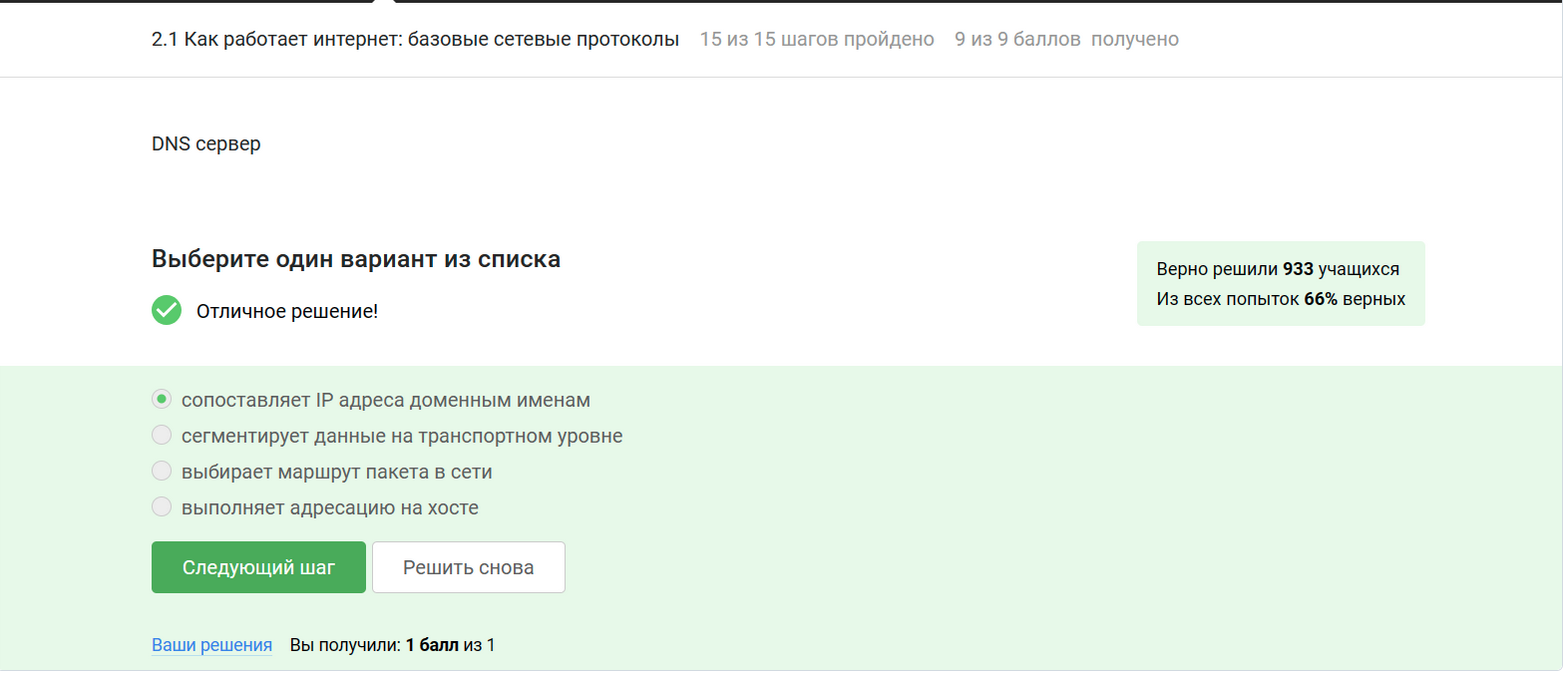 2.1 Как работает интернет: базовые сетевые протоколы 15 из 15 шагов пройдено 9 из 9 баллов получено
DNS сервер
Выберите один вариант из списка
Отличное решение!
Верно решили 933 учащихся
Из всех попыток 66% верных
сопоставляет IP адреса доменным именам
сегментирует данные на транспортном уровне
выбирает маршрут пакета в сети
выполняет адресацию на хосте
Следующий шаг Решить снова
Ваши решения Вы получили: 1 балл из 1